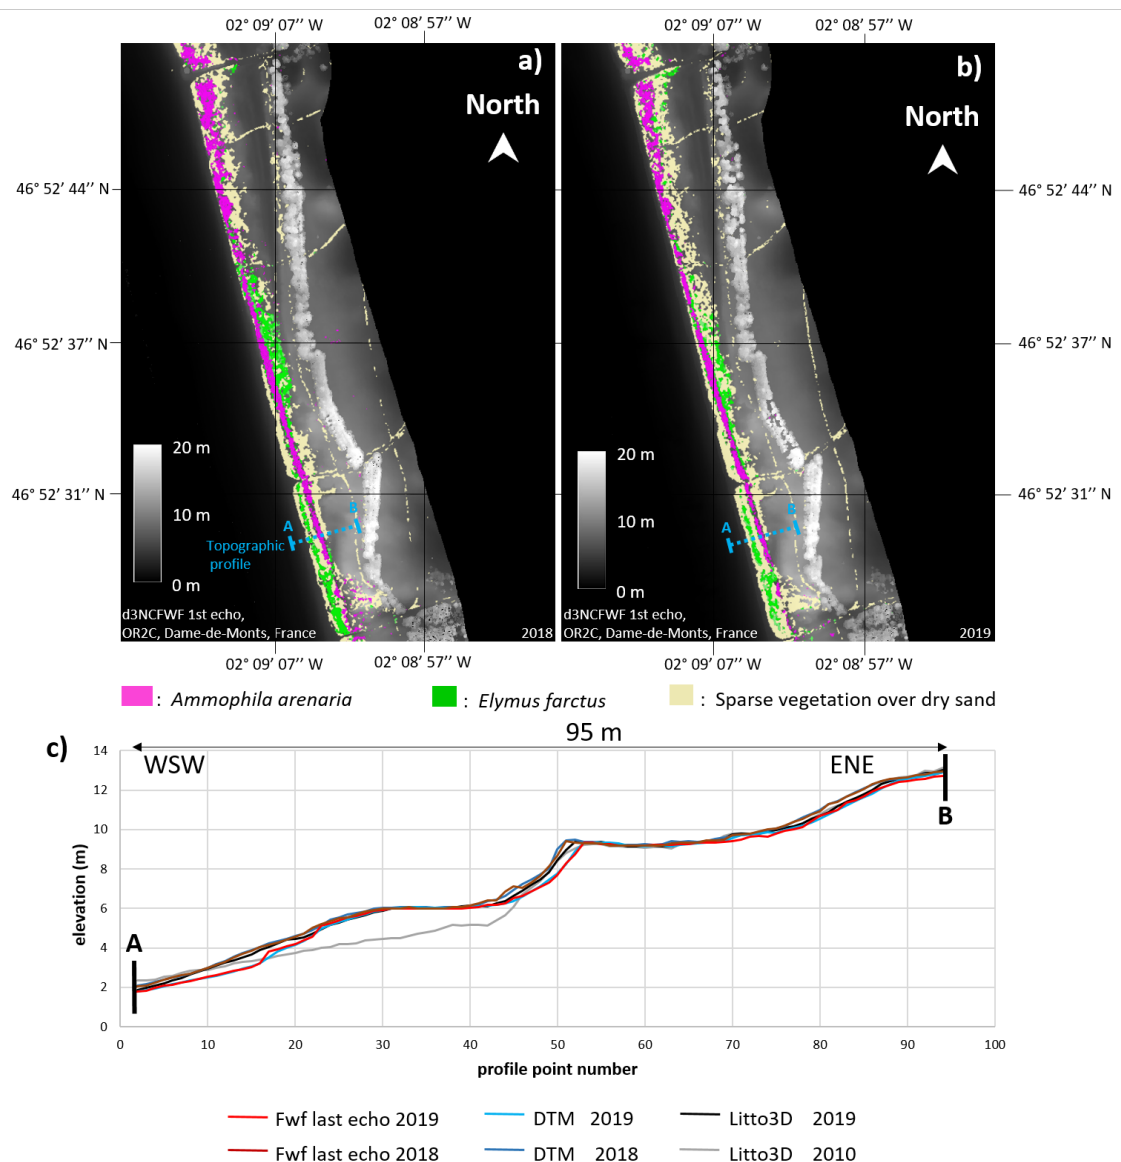 02° 09’ 07’’ W
02° 08’ 57’’ W
02° 09’ 07’’ W
02° 08’ 57’’ W
a)
North
b)
North
46° 52’ 44’’ N
46° 52’ 44’’ N
46° 52’ 37’’ N
46° 52’ 37’’ N
46° 52’ 31’’ N
46° 52’ 31’’ N
20 m
10 m
0 m
A
B
Topographic
profile
20 m
10 m
0 m
A
B
d3NCFWF 1st echo,
OR2C, Dame-de-Monts, France
2018
d3NCFWF 1st echo,
OR2C, Dame-de-Monts, France
2019
02° 09’ 07’’ W
02° 08’ 57’’ W
02° 09’ 07’’ W
02° 08’ 57’’ W
: Ammophila arenaria
: Elymus farctus
: Sparse vegetation over dry sand
c)
95 m
WSW
ENE
A
B
14
12
10
8
6
4
2
0
elevation (m)
0 10 20 30 40 50 60 70 80 90 100
profile point number
Fwf last echo 2019
DTM 2019
Litto3D 2019
Fwf last echo 2018
DTM 2018
Litto3D 2010